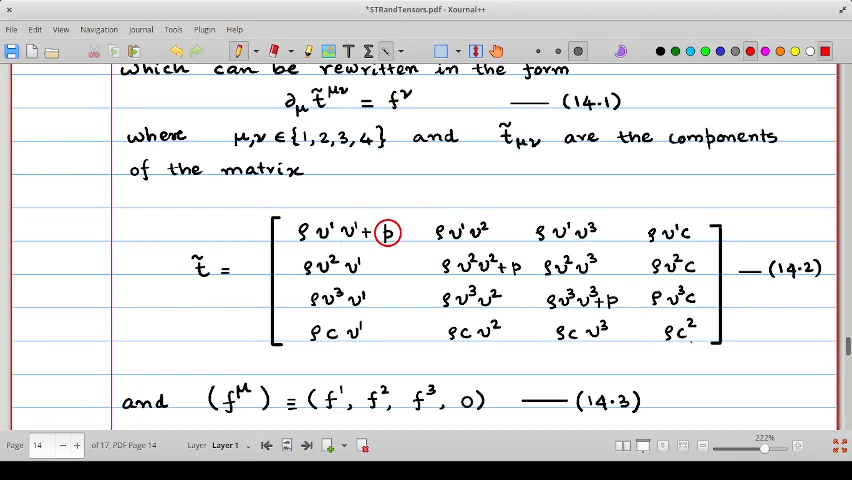 *STRandTensors.pdf - Xournal++
File Edit View Navigation Journal Tools Plugin Help
which can be rewritten in the form
∂_μ t̃^{μν} = f^ν —— (14.1)
where μ,ν ∈ {1,2,3,4} and t̃_{μν} are the components
of the matrix
ρv¹v¹+p ρv¹v² ρv¹v³ ρv¹c
t̃ = ρv²v¹ ρv²v²+p ρv²v³ ρv²c — (14.2)
ρv³v¹ ρv³v² ρv³v³+p ρv³c
ρcv¹ ρcv² ρcv³ ρc²
and (f^μ) ≡ (f¹, f², f³, 0) —— (14.3)
222%
Page 14 of 17, PDF Page 14 Layer Layer 1